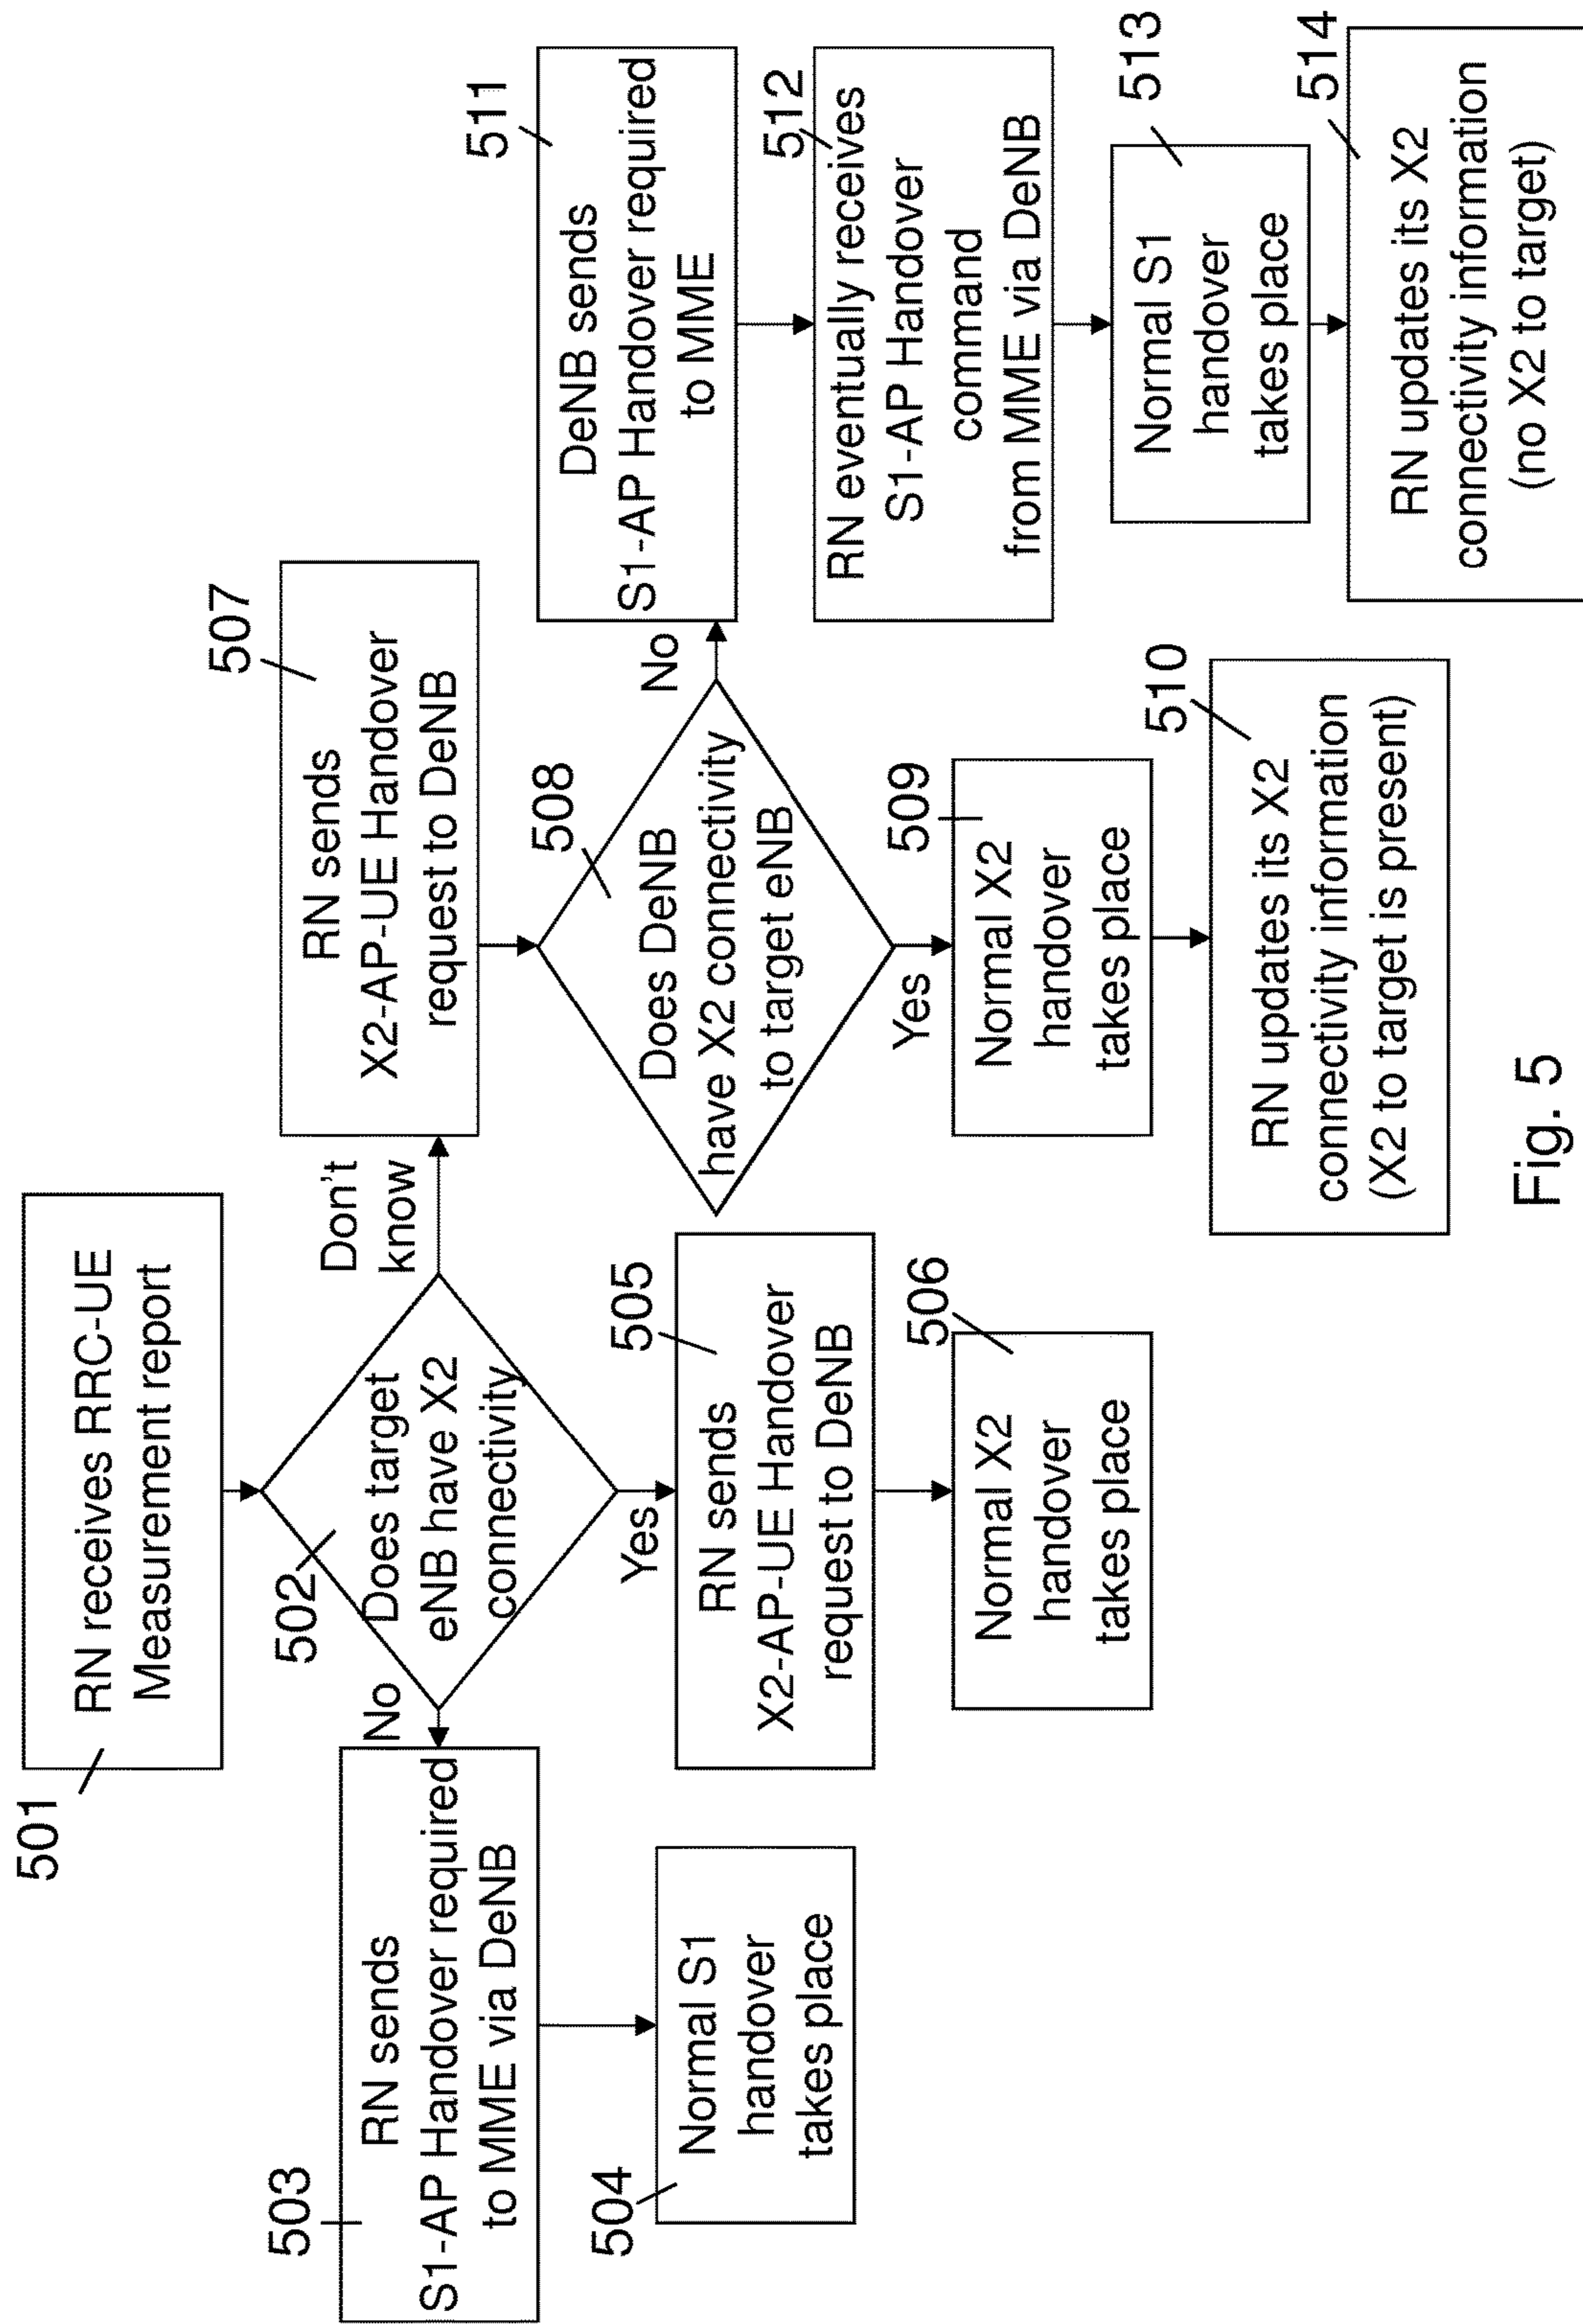 501
RN receives RRC-UE
Measurement report
502
Does target
eNB have X2
connectivity
No
Yes
Don't
know
503
RN sends
S1-AP Handover required
to MME via DeNB
504
Normal S1
handover
takes place
505
RN sends
X2-AP-UE Handover
request to DeNB
506
Normal X2
handover
takes place
507
RN sends
X2-AP-UE Handover
request to DeNB
508
Does DeNB
have X2 connectivity
to target eNB
Yes
No
509
Normal X2
handover
takes place
510
RN updates its X2
connectivity information
(X2 to target is present)
511
DeNB sends
S1-AP Handover required
to MME
512
RN eventually receives
S1-AP Handover
command
from MME via DeNB
513
Normal S1
handover
takes place
514
RN updates its X2
connectivity information
(no X2 to target)
Fig. 5